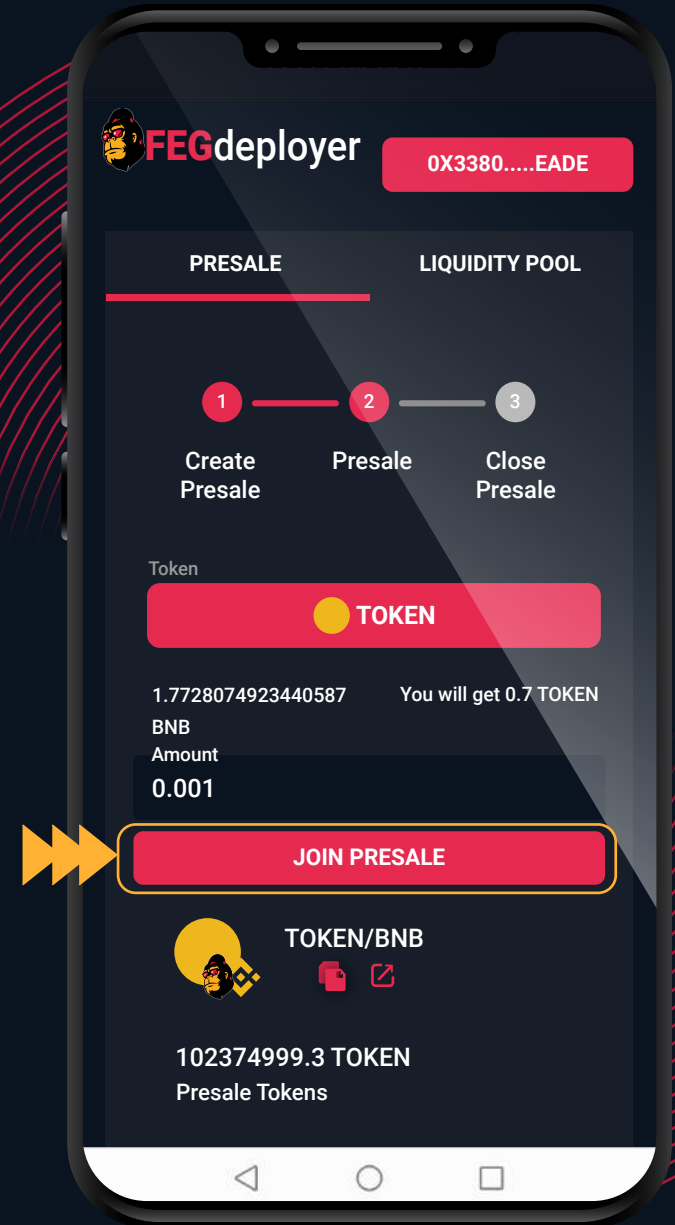 FEGdeployer
0X3380.....EADE
PRESALE
LIQUIDITY POOL
1
2
3
Create
Presale
Presale
Close
Presale
Token
TOKEN
1.7728074923440587
BNB
You will get 0.7 TOKEN
Amount
0.001
JOIN PRESALE
TOKEN/BNB
102374999.3 TOKEN
Presale Tokens